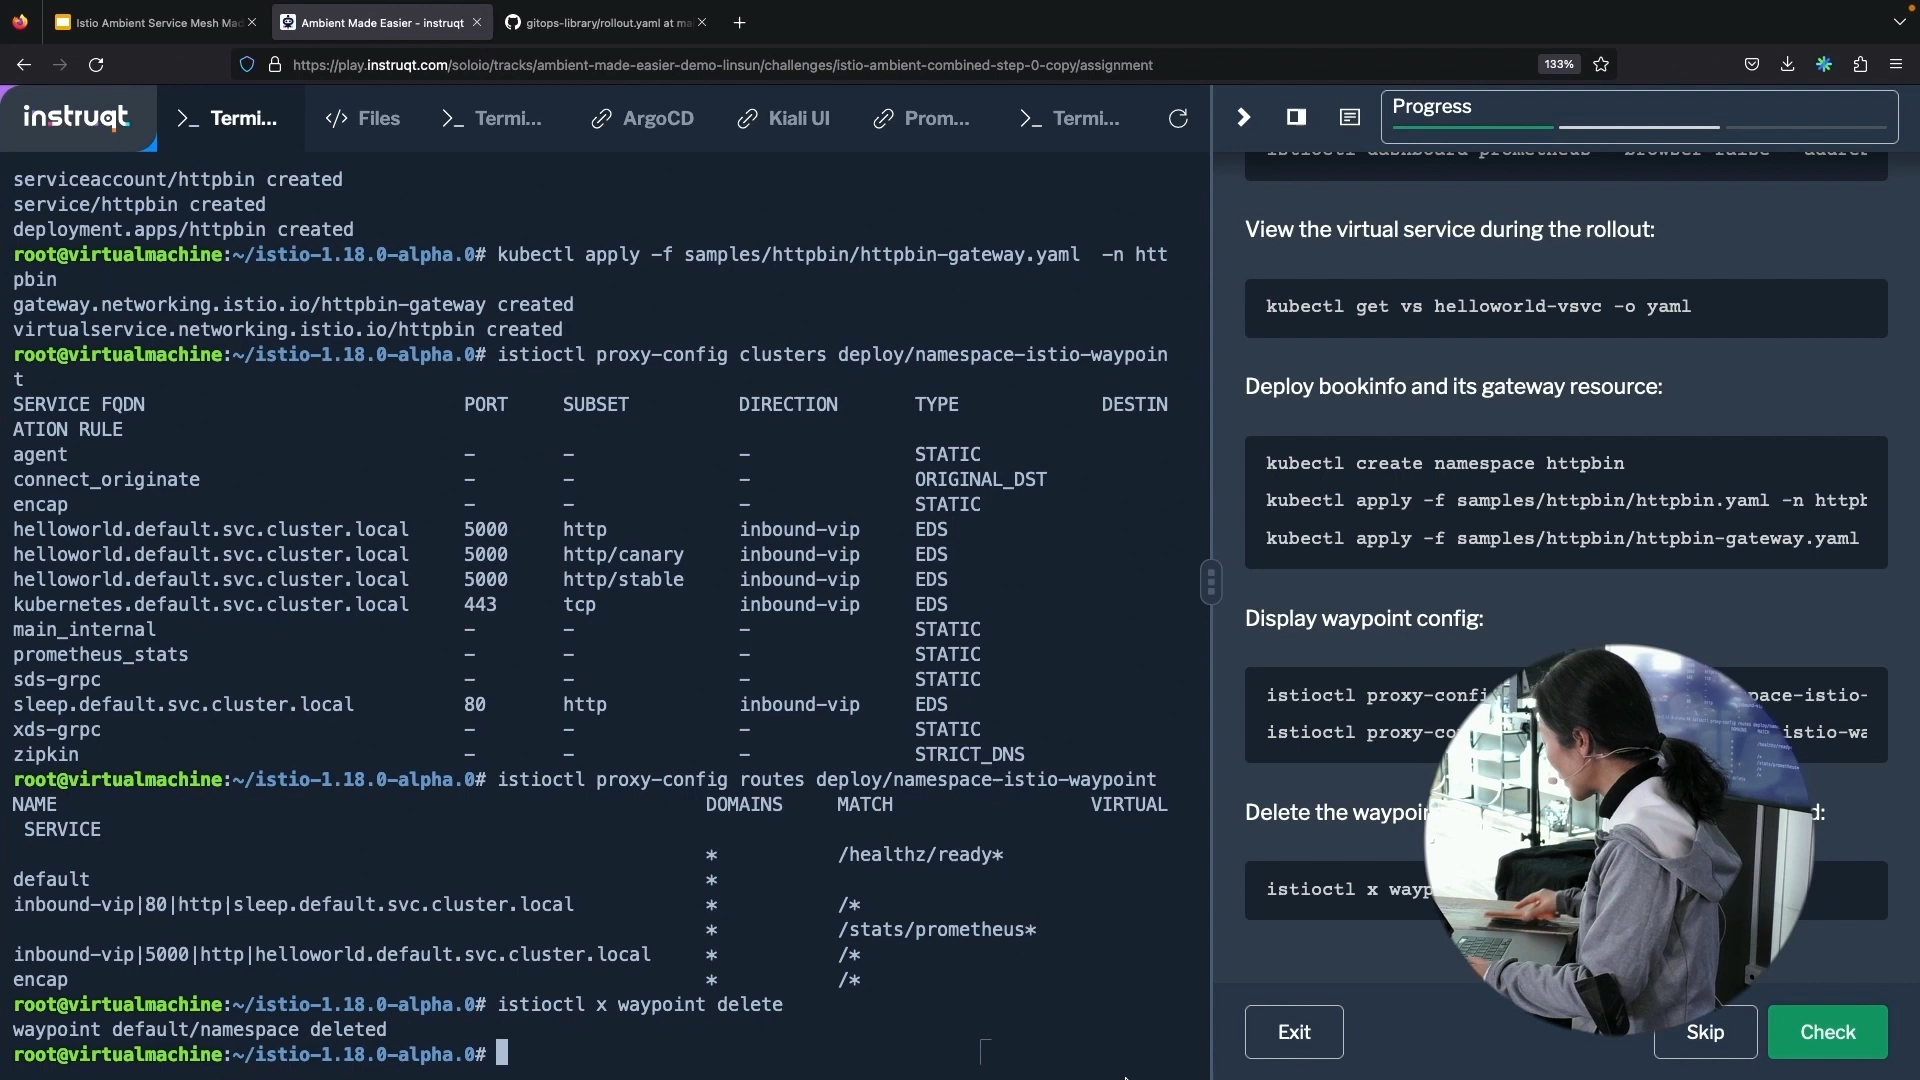 Istio Ambient Service Mesh Mad
Ambient Made Easier - instruqt
gitops-library/rollout.yaml at ma
https://play.instruqt.com/soloio/tracks/ambient-made-easier-demo-linsun/challenges/istio-ambient-combined-step-0-copy/assignment
133%
instruqt
>_ Termi...
</> Files
>_ Termi...
ArgoCD
Kiali UI
Prom...
>_ Termi...
Progress
serviceaccount/httpbin created
service/httpbin created
deployment.apps/httpbin created
root@virtualmachine:~/istio-1.18.0-alpha.0# kubectl apply -f samples/httpbin/httpbin-gateway.yaml  -n htt
pbin
gateway.networking.istio.io/httpbin-gateway created
virtualservice.networking.istio.io/httpbin created
root@virtualmachine:~/istio-1.18.0-alpha.0# istioctl proxy-config clusters deploy/namespace-istio-waypoin
t
SERVICE FQDN PORT SUBSET DIRECTION TYPE DESTIN
ATION RULE
agent - - - STATIC
connect_originate - - - ORIGINAL_DST
encap - - - STATIC
helloworld.default.svc.cluster.local 5000 http inbound-vip EDS
helloworld.default.svc.cluster.local 5000 http/canary inbound-vip EDS
helloworld.default.svc.cluster.local 5000 http/stable inbound-vip EDS
kubernetes.default.svc.cluster.local 443 tcp inbound-vip EDS
main_internal - - - STATIC
prometheus_stats - - - STATIC
sds-grpc - - - STATIC
sleep.default.svc.cluster.local 80 http inbound-vip EDS
xds-grpc - - - STATIC
zipkin - - - STRICT_DNS
root@virtualmachine:~/istio-1.18.0-alpha.0# istioctl proxy-config routes deploy/namespace-istio-waypoint
NAME DOMAINS MATCH VIRTUAL
SERVICE
* /healthz/ready*
default *
inbound-vip|80|http|sleep.default.svc.cluster.local * /*
* /stats/prometheus*
inbound-vip|5000|http|helloworld.default.svc.cluster.local * /*
encap * /*
root@virtualmachine:~/istio-1.18.0-alpha.0# istioctl x waypoint delete
waypoint default/namespace deleted
root@virtualmachine:~/istio-1.18.0-alpha.0#
View the virtual service during the rollout:
kubectl get vs helloworld-vsvc -o yaml
Deploy bookinfo and its gateway resource:
kubectl create namespace httpbin
kubectl apply -f samples/httpbin/httpbin.yaml -n httpb
kubectl apply -f samples/httpbin/httpbin-gateway.yaml
Display waypoint config:
istioctl proxy-confi pace-istio-
istioctl proxy-co istio-wa
Delete the waypoin d:
istioctl x wayp
Exit
Skip
Check